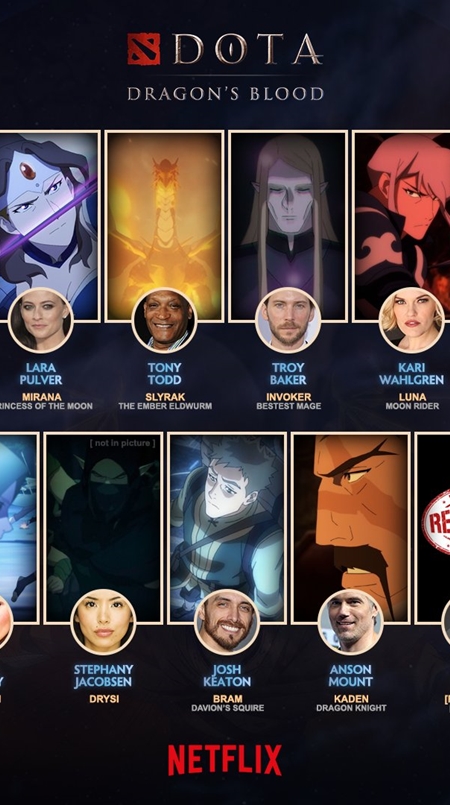 DOTA
DRAGON'S BLOOD
LARA
PULVER
MIRANA
RINCESS OF THE MOON
TONY
TODD
SLYRAK
THE EMBER ELDWURM
TROY
BAKER
INVOKER
BESTEST MAGE
KARI
WAHLGREN
LUNA
MOON RIDER
[ not in picture ]
RE
STEPHANY
JACOBSEN
DRYSI
JOSH
KEATON
BRAM
DAVION'S SQUIRE
ANSON
MOUNT
KADEN
DRAGON KNIGHT
NETFLIX